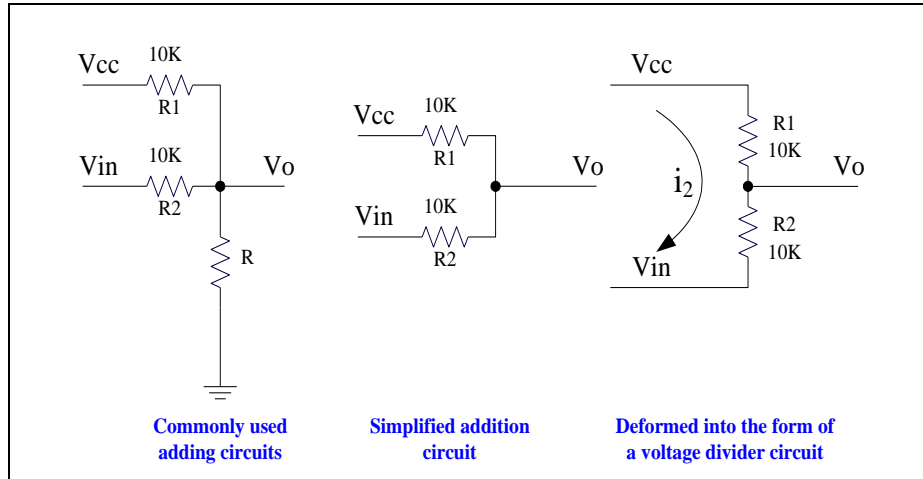 Vcc
10K
R1
Vin
10K
R2
Vo
R
Commonly used
adding circuits
Vcc
10K
R1
Vin
10K
R2
Vo
Simplified addition
circuit
Vcc
R1
10K
Vo
i2
R2
10K
Vin
Deformed into the form of
a voltage divider circuit